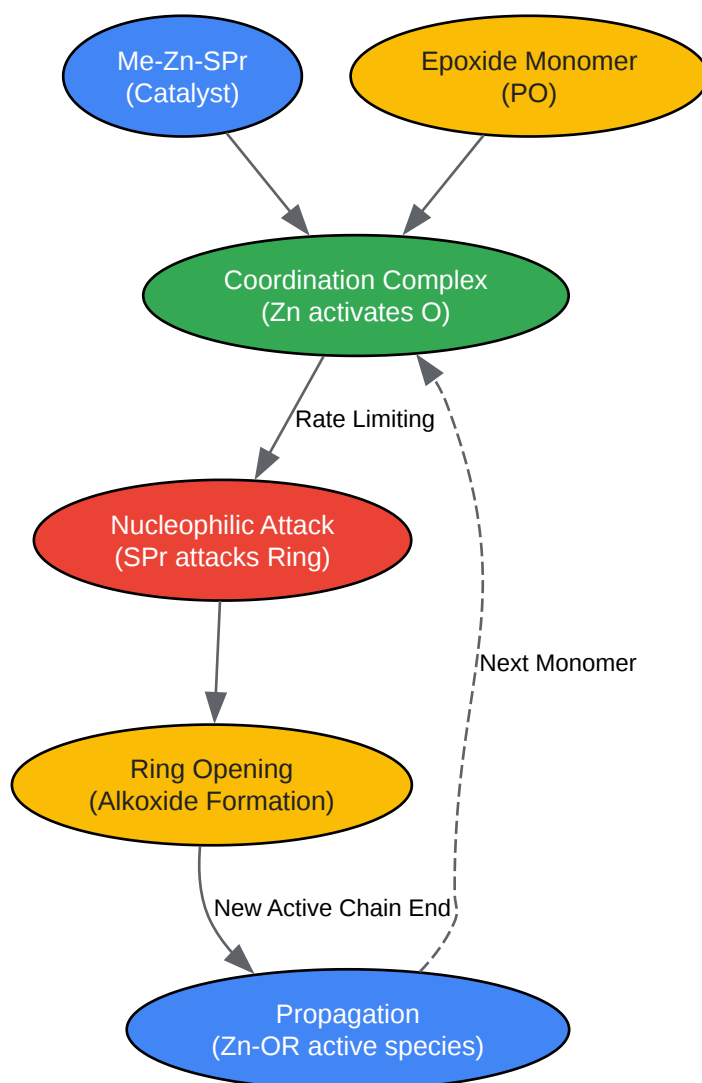 Me-Zn-SPr
(Catalyst)
Epoxide Monomer
(PO)
Coordination Complex
(Zn activates O)
Rate Limiting
Nucleophilic Attack
(SPr attacks Ring)
Next Monomer
Ring Opening
(Alkoxide Formation)
New Active Chain End
Propagation
(Zn-OR active species)